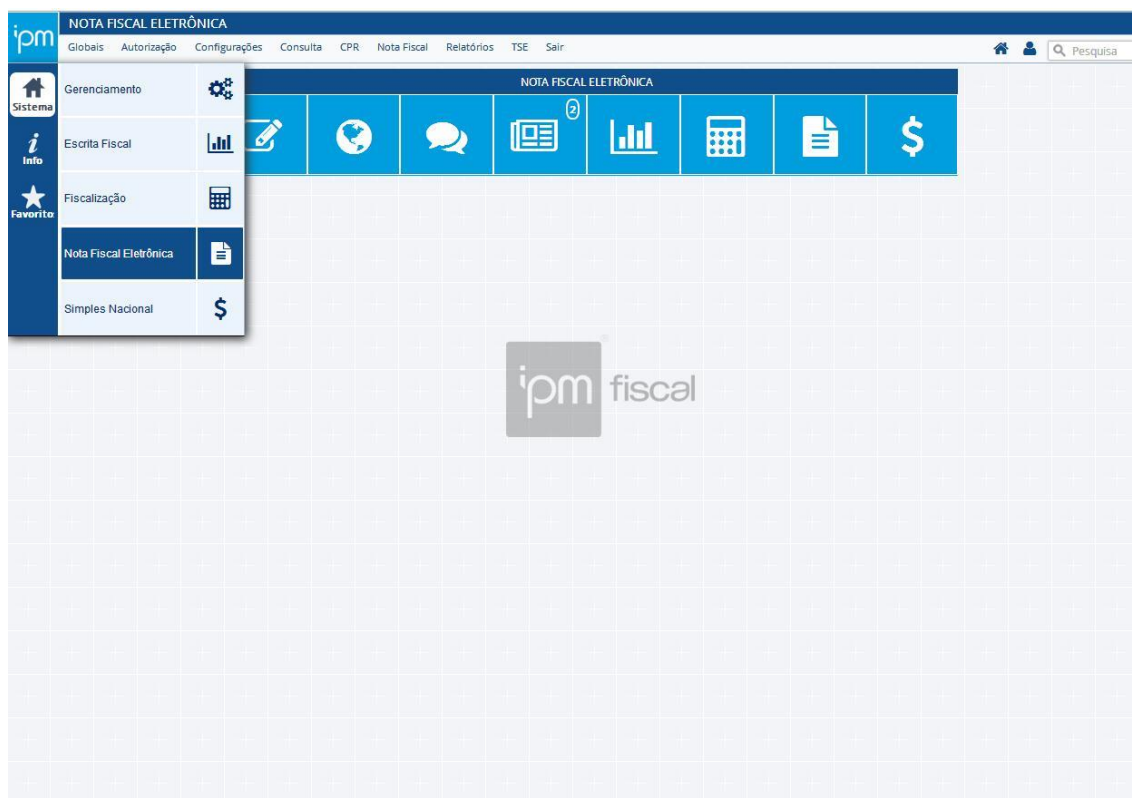 ipm
NOTA FISCAL ELETRÔNICA
Globais Autorização Configurações Consulta CPR Nota Fiscal Relatórios TSE Sair
Pesquisa
Sistema
Info
Favorito
Gerenciamento
Escrita Fiscal
Fiscalização
Nota Fiscal Eletrônica
Simples Nacional
NOTA FISCAL ELETRÔNICA
2
ipm fiscal